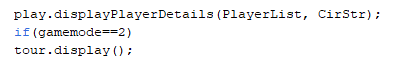 play.displayPlayerDetails(PlayerList, CirStr);
if(gamemode==2)
tour.display();